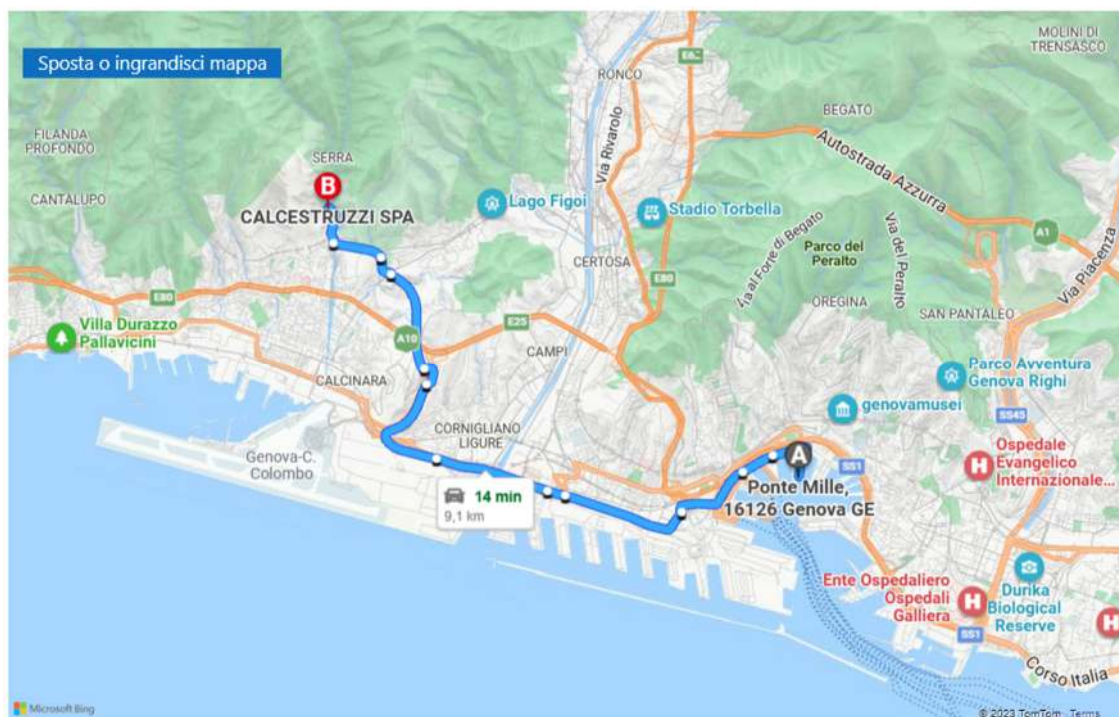 Sposta o ingrandisci mappa
MOLINI DI
TRENSASCO
RONCO
BEGATO
FILANDA
PROFONDO
SERRA
Via Rivarolo
Autostrada Azzurra
CANTALUPO
B
CALCESTRUZZI SPA
Lago Figoi
Stadio Torbella
A1
Via al Forte di Begato
Parco del
Peralto
Via del Peralto
Via Piacenza
CERTOSA
E80
E80
OREGINA
SAN PANTALEO
Villa Durazzo
Pallavicini
A10
E25
CAMPI
CALCINARA
Parco Avventura
Genova Righi
genovamusei
SS45
CORNIGLIANO
LIGURE
Genova-C.
Colombo
A
SS1
H
Ospedale
Evangelico
Internazionale...
14 min
9,1 km
Ponte Mille,
16126 Genova GE
Ente Ospedaliero
Ospedali
Galliera
H
Durika
Biological
Reserve
H
SS1
Corso Italia
Microsoft Bing
© 2023 TomTom - Terms